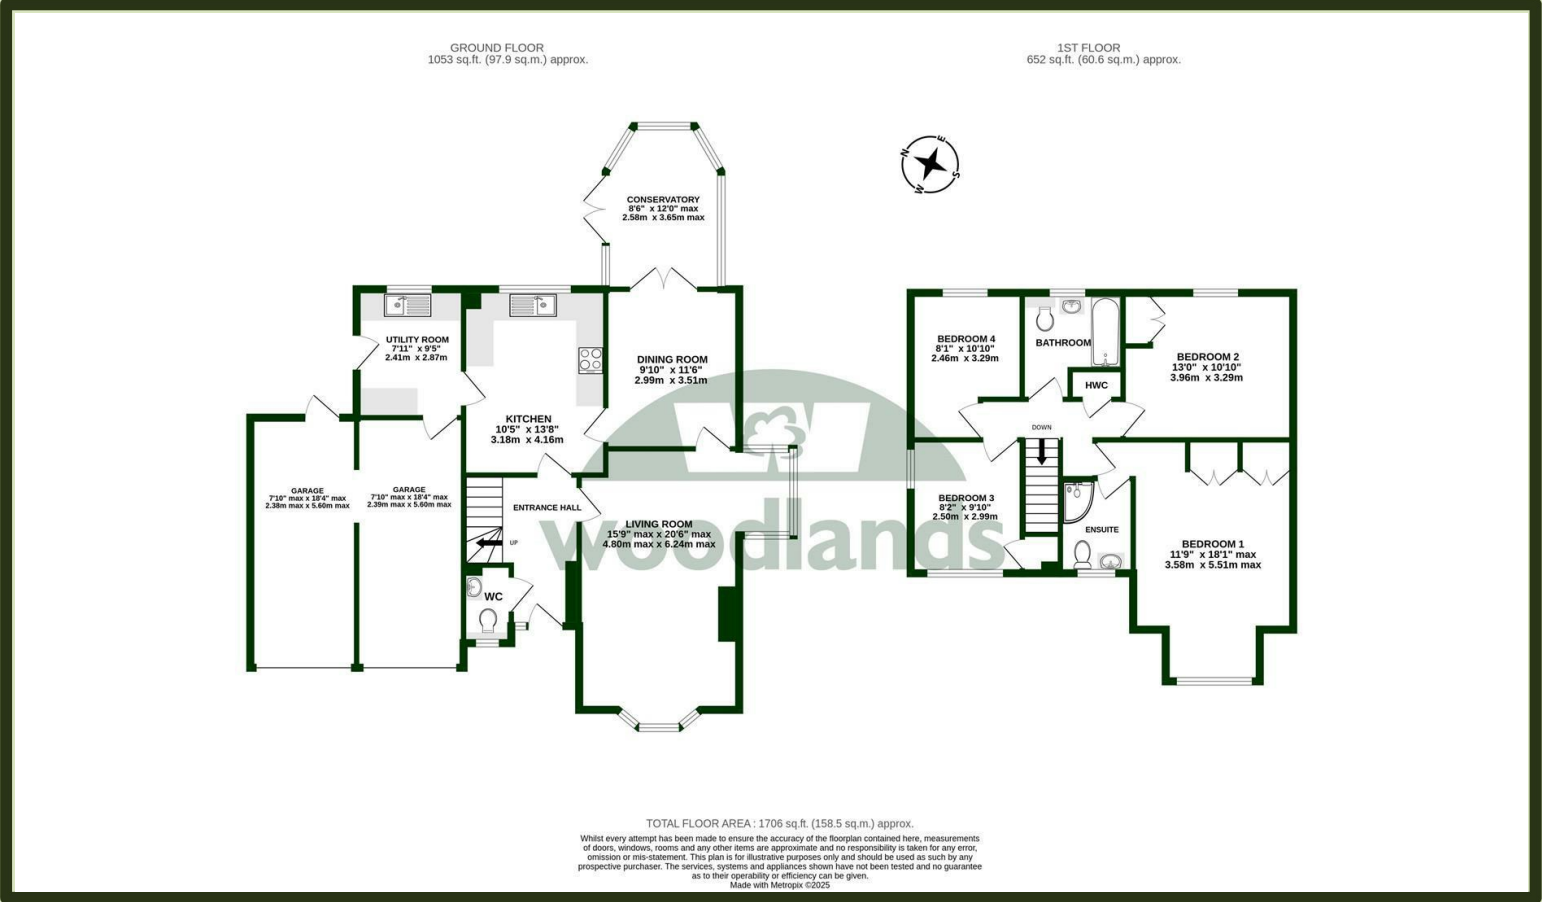 GROUND FLOOR
1053 sq.ft. (97.9 sq.m.) approx.
1ST FLOOR
652 sq.ft. (60.6 sq.m.) approx.
N
E
S
W
CONSERVATORY
8'6" x 12'0" max
2.58m x 3.65m max
UTILITY ROOM
7'11" x 9'5"
2.41m x 2.87m
DINING ROOM
9'10" x 11'6"
2.99m x 3.51m
KITCHEN
10'5" x 13'8"
3.18m x 4.16m
GARAGE
7'10" max x 18'4" max
2.38m max x 5.60m max
GARAGE
7'10" max x 18'4" max
2.39m max x 5.60m max
ENTRANCE HALL
UP
WC
LIVING ROOM
15'9" max x 20'6" max
4.80m max x 6.24m max
woodlands
BEDROOM 4
8'1" x 10'10"
2.46m x 3.29m
BATHROOM
BEDROOM 2
13'0" x 10'10"
3.96m x 3.29m
HWC
DOWN
BEDROOM 3
8'2" x 9'10"
2.50m x 2.99m
ENSUITE
BEDROOM 1
11'9" x 18'1" max
3.58m x 5.51m max
TOTAL FLOOR AREA : 1706 sq.ft. (158.5 sq.m.) approx.
Whilst every attempt has been made to ensure the accuracy of the floorplan contained here, measurements
of doors, windows, rooms and any other items are approximate and no responsibility is taken for any error,
omission or mis-statement. This plan is for illustrative purposes only and should be used as such by any
prospective purchaser. The services, systems and appliances shown have not been tested and no guarantee
as to their operability or efficiency can be given.
Made with Metropix ©2025